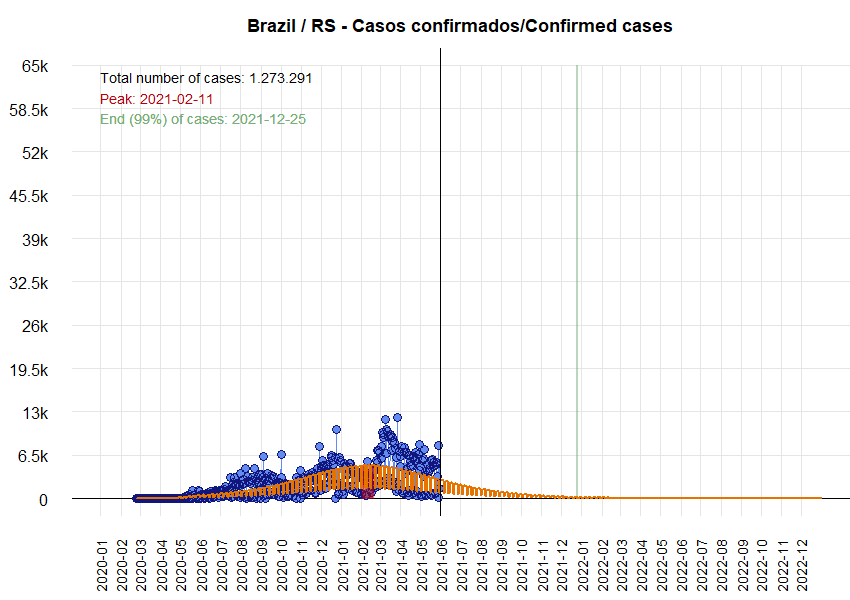 Brazil / RS - Casos confirmados/Confirmed cases
65k
Total number of cases: 1.273.291
Peak: 2021-02-11
58.5k
End (99%) of cases: 2021-12-25
52k
45.5k
39k
32.5k
26k
19.5k
13k
6.5k
0
2020-01
2020-02
2020-03
2020-04
2020-05
2020-06
2020-07
2020-08
2020-09
2020-10
2020-11
2020-12
2021-01
2021-02
2021-03
2021-04
2021-05
2021-06
2021-07
2021-08
2021-09
2021-10
2021-11
2021-12
2022-01
2022-02
2022-03
2022-04
2022-05
2022-06
2022-07
2022-08
2022-09
2022-10
2022-11
2022-12